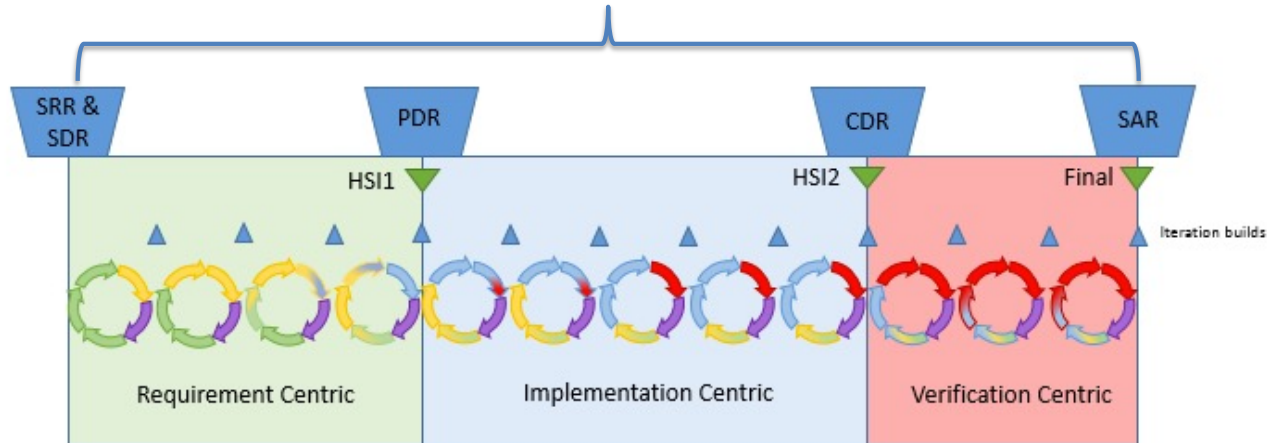 SRR &
SDR
PDR
CDR
SAR
HSI1
HSI2
Final
Iteration builds
Requirement Centric
Implementation Centric
Verification Centric